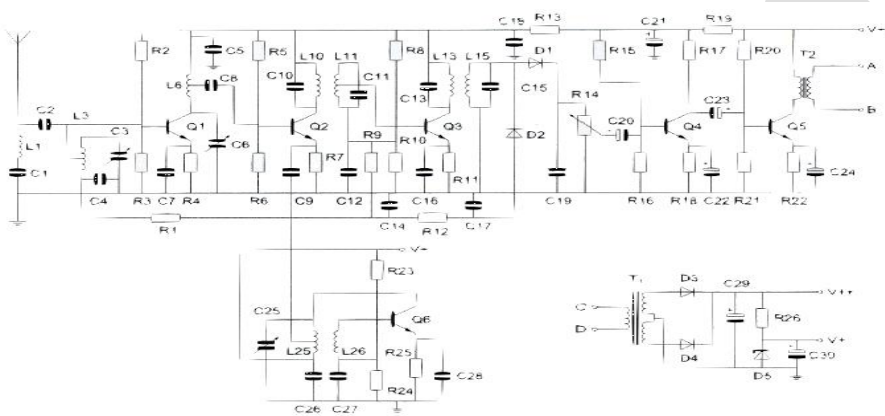 C18 R13 C21 R19
V+
R2 C5 R5 L10 L11 R8 L13 L15 D1 R15 R17 R20 T2
L6 C8 C10 C11 C13 C15 R14 A
C2 L3 C3 Q1 Q2 R9 Q3 D2 C20 Q4 C23 Q5 B
L1 C6 R7 R10
C1 C4 R3 C7 R4 R6 C9 C12 C16 R11 C19 R16 R18 C22 R21 R22 C24
R1 C14 R12 C17
V+
R23 T1 D3 C29 V++
C25 Q6 C R26
L25 L26 R25 D V+
R24 C28 D4 D5 C30
C26 C27